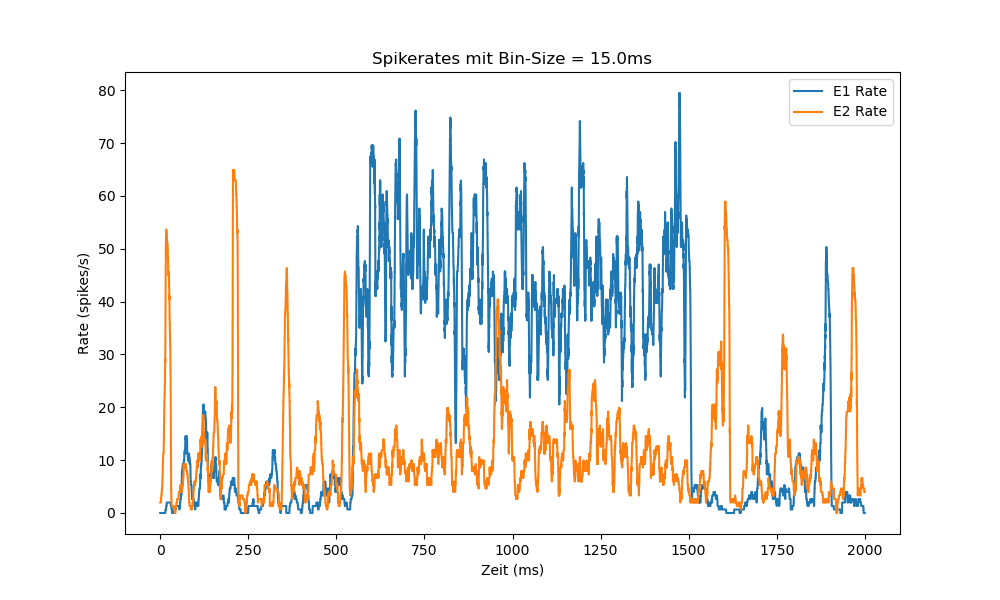 Spikerates mit Bin-Size = 15.0ms
E1 Rate
E2 Rate
Rate (spikes/s)
80
70
60
50
40
30
20
10
0
0 250 500 750 1000 1250 1500 1750 2000
Zeit (ms)